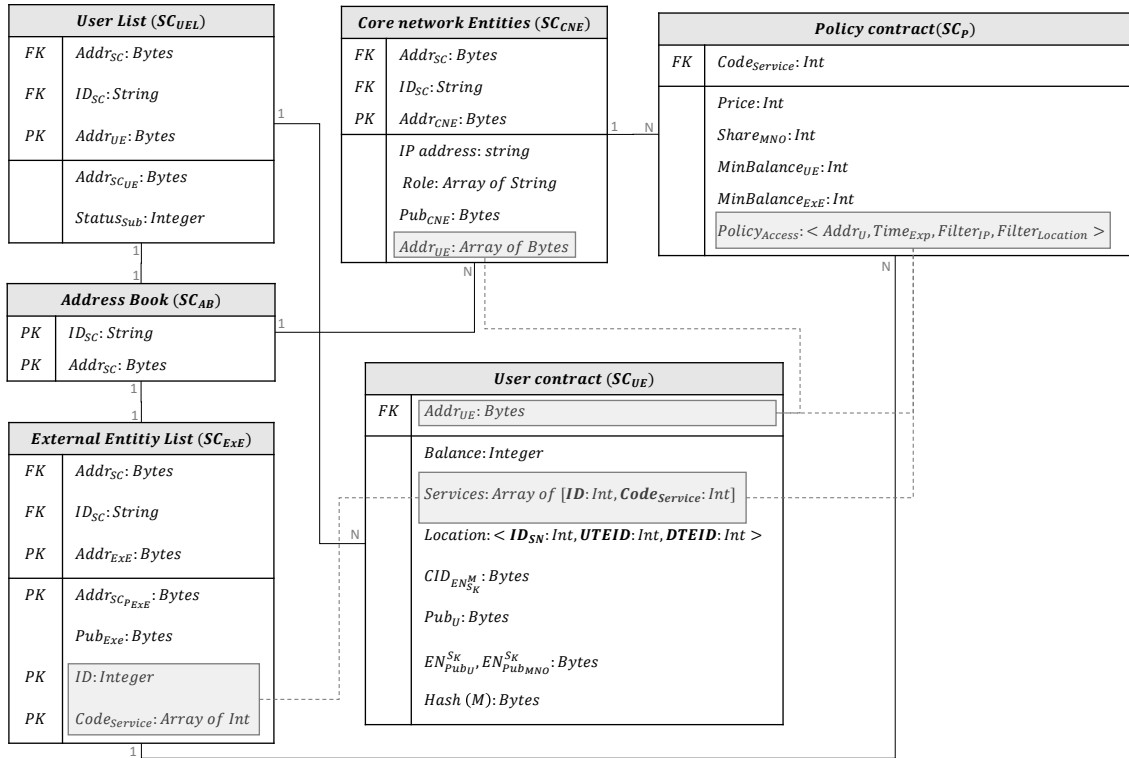 User List (SC_UEL)
FK Addr_SC: Bytes
FK ID_SC: String
PK Addr_UE: Bytes
Addr_SC_UE: Bytes
Status_Sub: Integer
1
1
Core network Entities (SC_CNE)
FK Addr_SC: Bytes
FK ID_SC: String
PK Addr_CNE: Bytes
IP address: string
Role: Array of String
Pub_CNE: Bytes
Addr_UE: Array of Bytes
1
N
N
Policy contract(SC_P)
FK Code_Service: Int
Price: Int
Share_MNO: Int
MinBalance_UE: Int
MinBalance_ExE: Int
Policy_Access: < Addr_U, Time_Exp, Filter_IP, Filter_Location >
N
1
Address Book (SC_AB)
PK ID_SC: String
PK Addr_SC: Bytes
1
1
1
External Entitiy List (SC_ExE)
FK Addr_SC: Bytes
FK ID_SC: String
PK Addr_ExE: Bytes
PK Addr_SC_P_ExE: Bytes
Pub_Exe: Bytes
PK ID: Integer
PK Code_Service: Array of Int
1
User contract (SC_UE)
FK Addr_UE: Bytes
Balance: Integer
Services: Array of [ID: Int, Code_Service: Int]
Location: < ID_SN: Int, UTEID: Int, DTEID: Int >
N
CID_EN^M_S_K: Bytes
Pub_U: Bytes
EN^S_K_Pub_U, EN^S_K_Pub_MNO: Bytes
Hash (M): Bytes